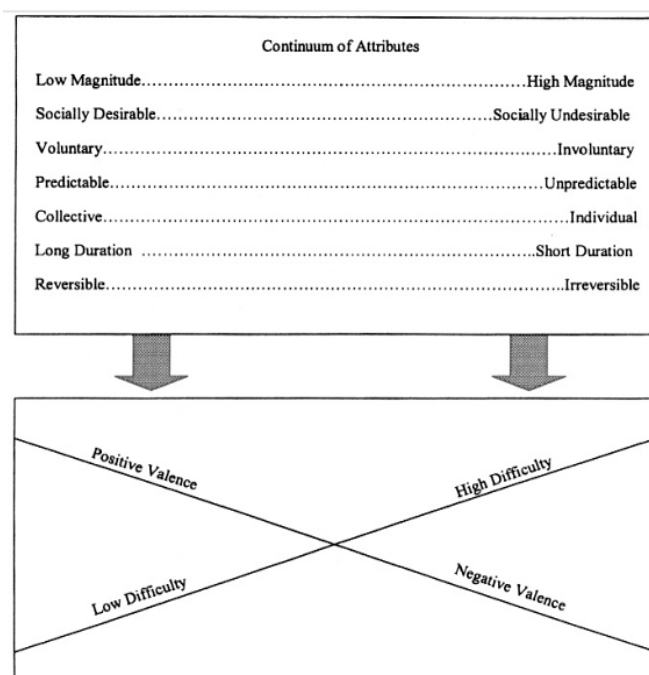 Continuum of Attributes
Low Magnitude..........................................................................High Magnitude
Socially Desirable................................................................Socially Undesirable
Voluntary...................................................................................Involuntary
Predictable................................................................................Unpredictable
Collective...................................................................................Individual
Long Duration ..........................................................................Short Duration
Reversible..................................................................................Irreversible
Positive Valence
High Difficulty
Low Difficulty
Negative Valence